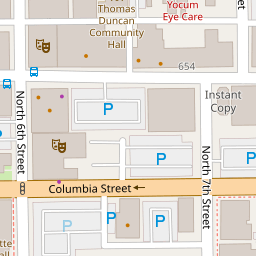 Yocum
Eye Care
Thomas
Duncan
Community
Hall
654
Instant
Copy
P
North 6th Street
P
P
North 7th Street
Columbia Street
P
P
P